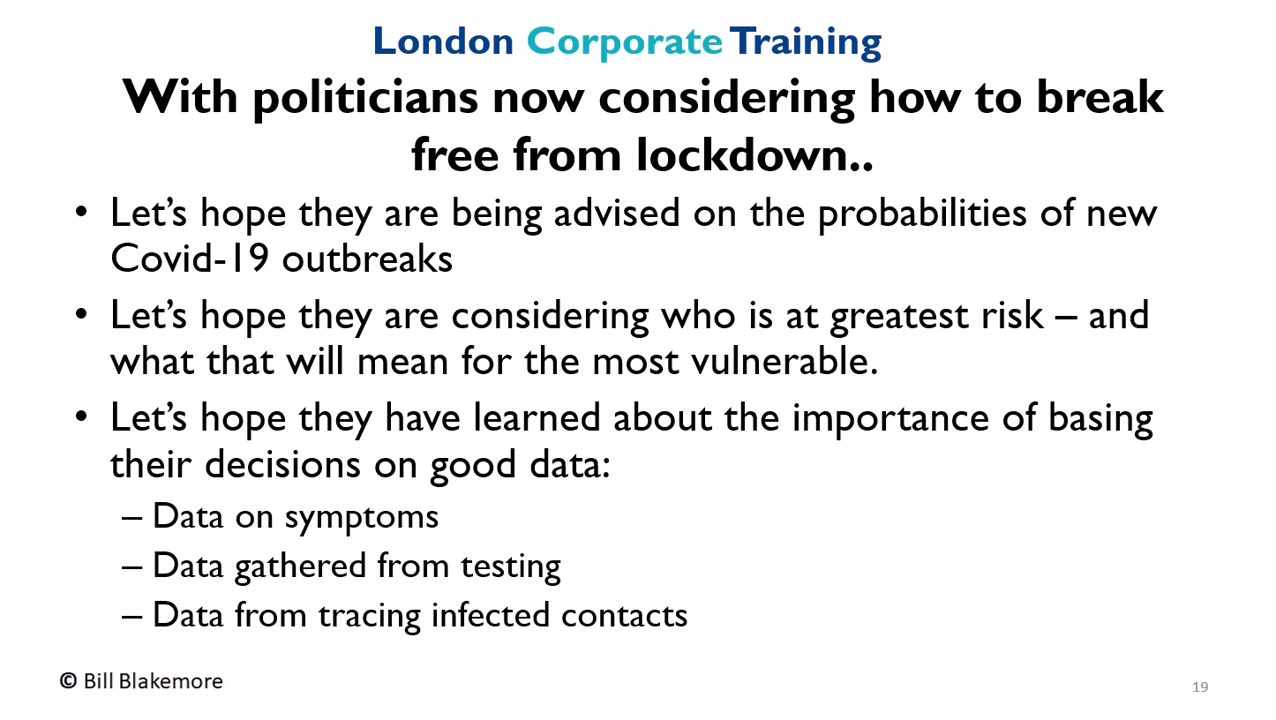 London Corporate Training
With politicians now considering how to break
free from lockdown..
• Let’s hope they are being advised on the probabilities of new
Covid-19 outbreaks
• Let’s hope they are considering who is at greatest risk – and
what that will mean for the most vulnerable.
• Let’s hope they have learned about the importance of basing
their decisions on good data:
– Data on symptoms
– Data gathered from testing
– Data from tracing infected contacts
© Bill Blakemore
19